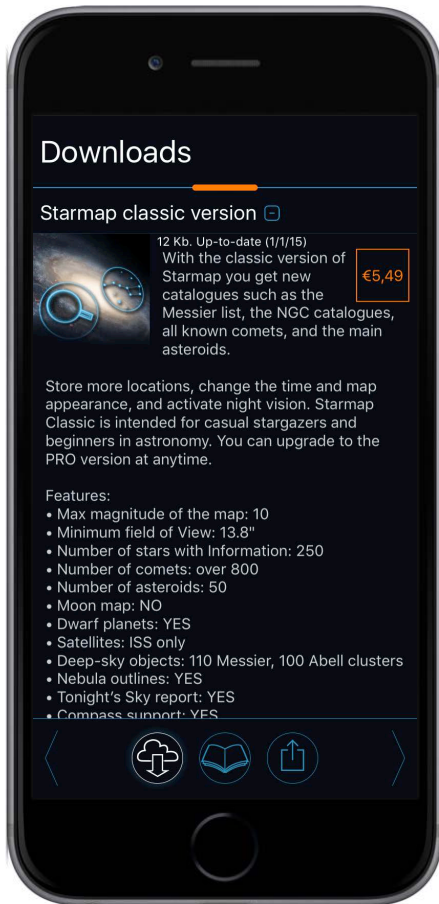 Downloads
Starmap classic version
12 Kb. Up-to-date (1/1/15)
With the classic version of
Starmap you get new
€5,49
catalogues such as the
Messier list, the NGC catalogues,
all known comets, and the main
asteroids.
Store more locations, change the time and map
appearance, and activate night vision. Starmap
Classic is intended for casual stargazers and
beginners in astronomy. You can upgrade to the
PRO version at anytime.
Features:
• Max magnitude of the map: 10
• Minimum field of View: 13.8"
• Number of stars with Information: 250
• Number of comets: over 800
• Number of asteroids: 50
• Moon map: NO
• Dwarf planets: YES
• Satellites: ISS only
• Deep-sky objects: 110 Messier, 100 Abell clusters
• Nebula outlines: YES
• Tonight's Sky report: YES
• Compass support: YES